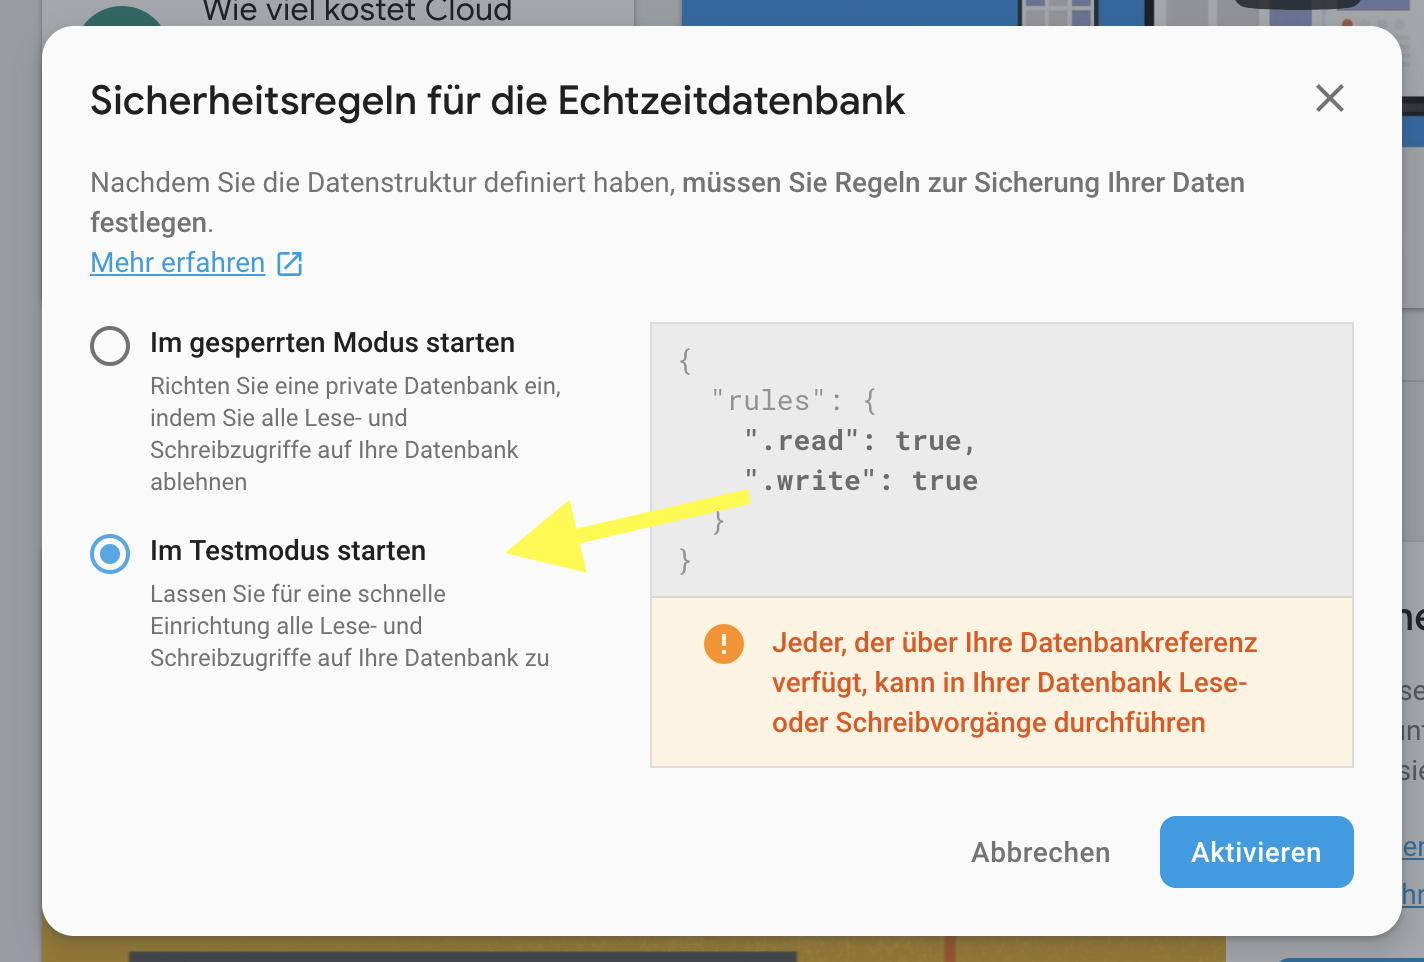 Wie viel kostet Cloud
Sicherheitsregeln für die Echtzeitdatenbank
Nachdem Sie die Datenstruktur definiert haben, müssen Sie Regeln zur Sicherung Ihrer Daten
festlegen.
Mehr erfahren
Im gesperrten Modus starten
Richten Sie eine private Datenbank ein,
indem Sie alle Lese- und
Schreibzugriffe auf Ihre Datenbank
ablehnen
Im Testmodus starten
Lassen Sie für eine schnelle
Einrichtung alle Lese- und
Schreibzugriffe auf Ihre Datenbank zu
{
"rules": {
".read": true,
".write": true
}
}
Jeder, der über Ihre Datenbankreferenz
verfügt, kann in Ihrer Datenbank Lese-
oder Schreibvorgänge durchführen
Abbrechen
Aktivieren